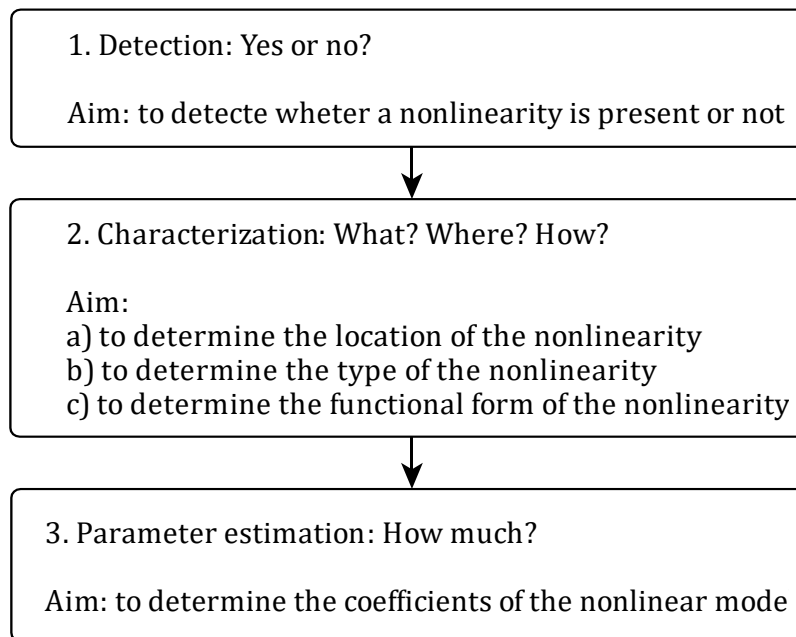 1. Detection: Yes or no?
Aim: to detecte wheter a nonlinearity is present or not
2. Characterization: What? Where? How?
Aim:
a) to determine the location of the nonlinearity
b) to determine the type of the nonlinearity
c) to determine the functional form of the nonlinearity
3. Parameter estimation: How much?
Aim: to determine the coefficients of the nonlinear mode